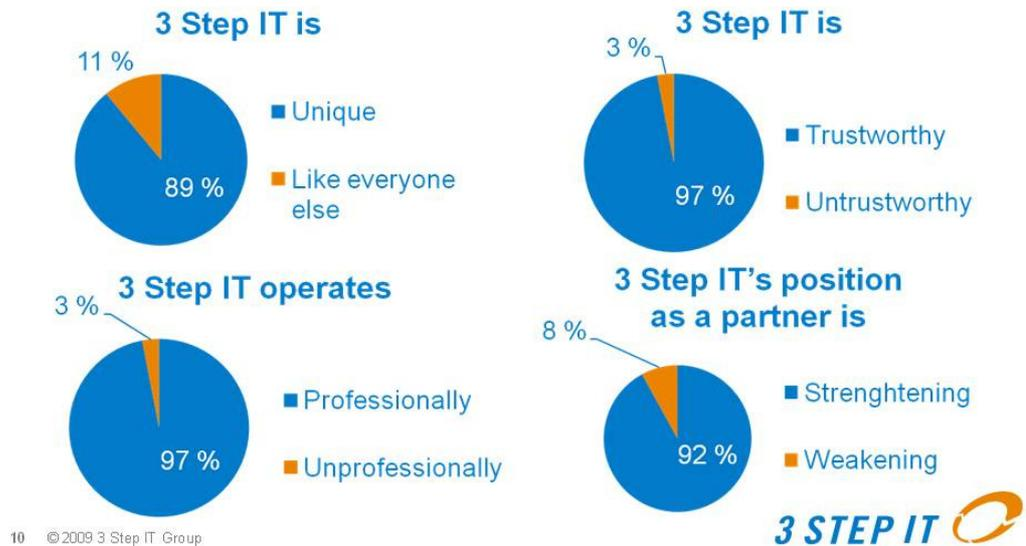 3 Step IT is
11 %
89 %
Unique
Like everyone
else
3 Step IT is
3 %
97 %
Trustworthy
Untrustworthy
3 Step IT operates
3 %
97 %
Professionally
Unprofessionally
3 Step IT's position
as a partner is
8 %
92 %
Strenghtening
Weakening
10 © 2009 3 Step IT Group
3 STEP IT